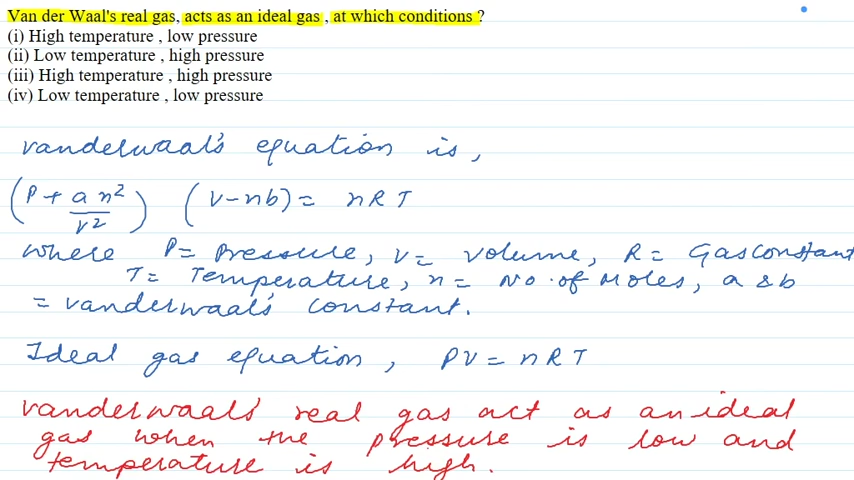 Van der Waal's real gas, acts as an ideal gas , at which conditions ?
(i) High temperature , low pressure
(ii) Low temperature , high pressure
(iii) High temperature , high pressure
(iv) Low temperature , low pressure
vanderwaal's equation is,
(P + an²/V²) (V-nb) = nRT
where P= Pressure, V= volume, R= Gas constant
T= Temperature, n= No. of Moles, a & b
= vanderwaal's constant.
Ideal gas equation, PV = nRT
vanderwaals' real gas act as an ideal
gas when the pressure is low and
temperature is high.